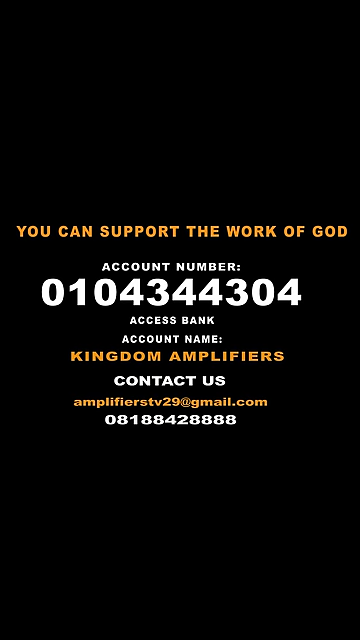 YOU CAN SUPPORT THE WORK OF GOD
ACCOUNT NUMBER:
0104344304
ACCESS BANK
ACCOUNT NAME:
KINGDOM AMPLIFIERS
CONTACT US
amplifierstv29@gmail.com
08188428888